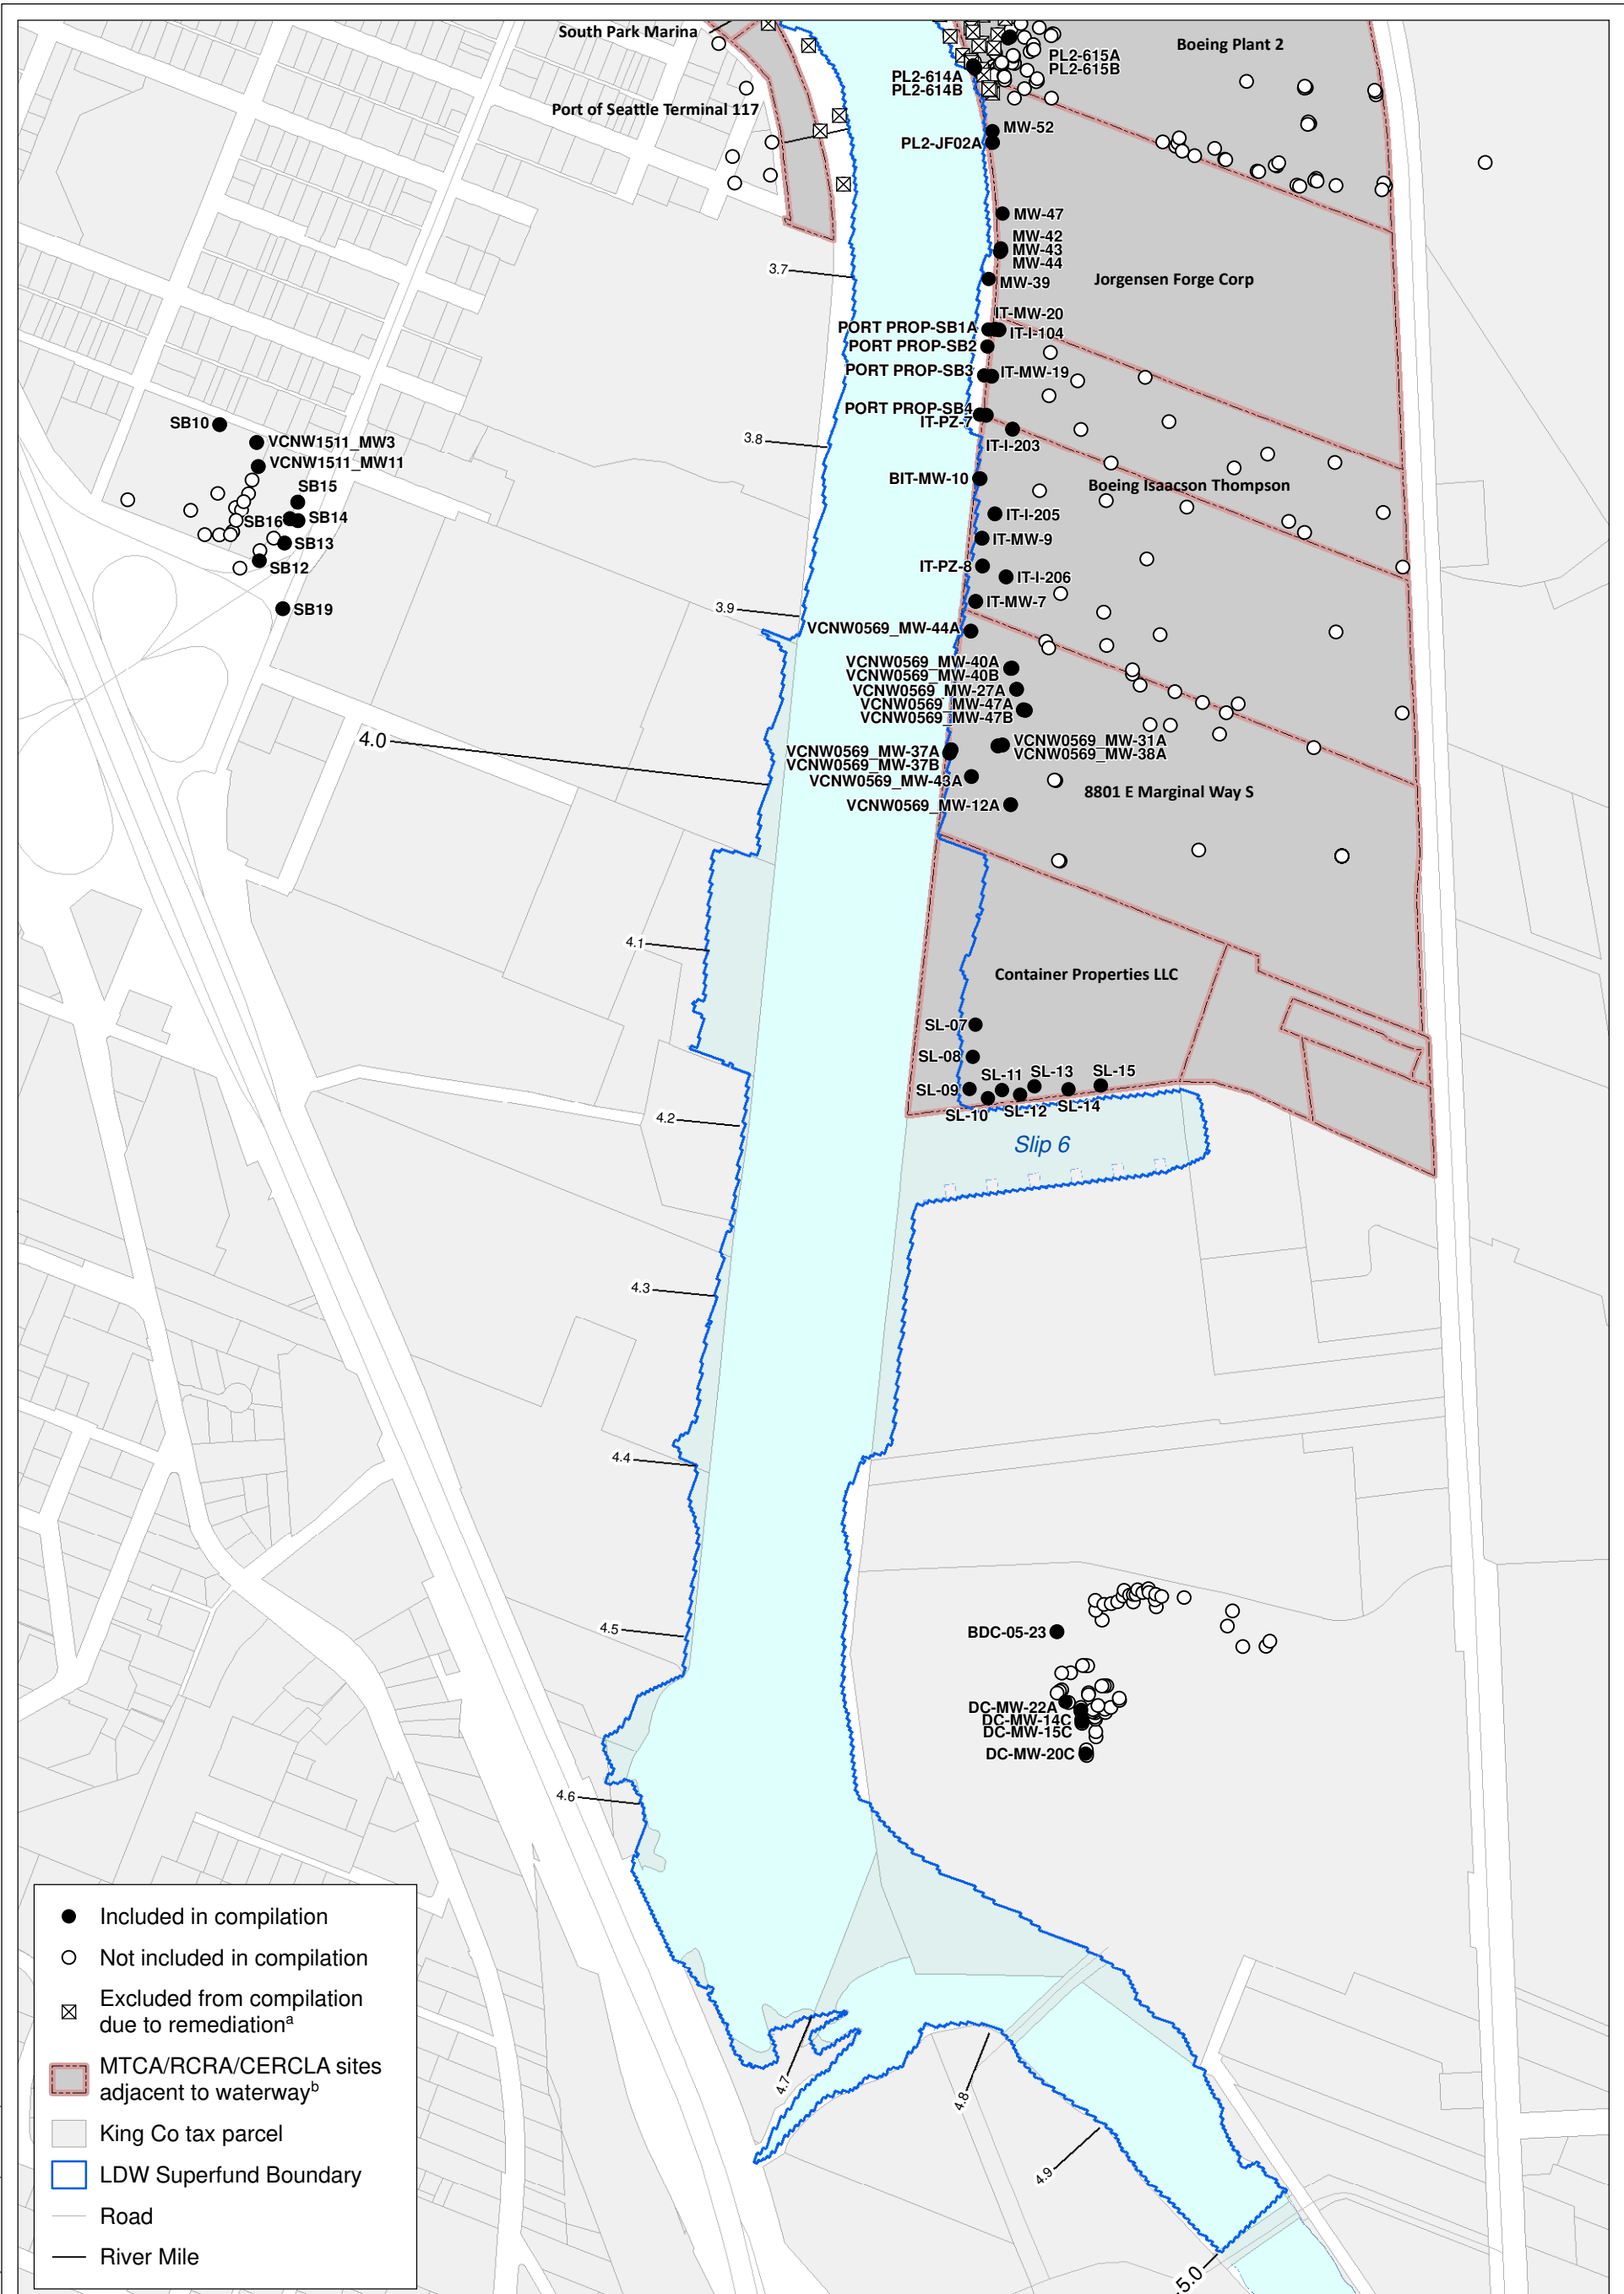 South Park Marina
Boeing Plant 2
PL2-615A
PL2-615B
PL2-614A
PL2-614B
Port of Seattle Terminal 117
MW-52
PL2-JF02A
MW-47
MW-42
MW-43
MW-44
3.7
MW-39
Jorgensen Forge Corp
IT-MW-20
PORT PROP-SB1A
IT-I-104
PORT PROP-SB2
PORT PROP-SB3
IT-MW-19
PORT PROP-SB4
IT-PZ-7
SB10
3.8
VCNW1511_MW3
IT-I-203
VCNW1511_MW11
BIT-MW-10
Boeing Isaacson Thompson
SB15
SB16
SB14
IT-I-205
SB13
IT-MW-9
SB12
IT-PZ-8
IT-I-206
SB19
3.9
IT-MW-7
VCNW0569_MW-44A
VCNW0569_MW-40A
VCNW0569_MW-40B
VCNW0569_MW-27A
VCNW0569_MW-47A
VCNW0569_MW-47B
4.0
VCNW0569_MW-31A
VCNW0569_MW-38A
VCNW0569_MW-37A
VCNW0569_MW-37B
VCNW0569_MW-43A
8801 E Marginal Way S
VCNW0569_MW-12A
4.1
Container Properties LLC
SL-07
SL-08
SL-09
SL-11
SL-13
SL-15
SL-10
SL-12
SL-14
4.2
Slip 6
4.3
4.4
4.5
BDC-05-23
DC-MW-22A
DC-MW-14C
DC-MW-15C
DC-MW-20C
4.6
4.7
4.8
4.9
5.0
Included in compilation
Not included in compilation
Excluded from compilation
due to remediationa
MTCA/RCRA/CERCLA sites
adjacent to waterwayb
King Co tax parcel
LDW Superfund Boundary
Road
River Mile